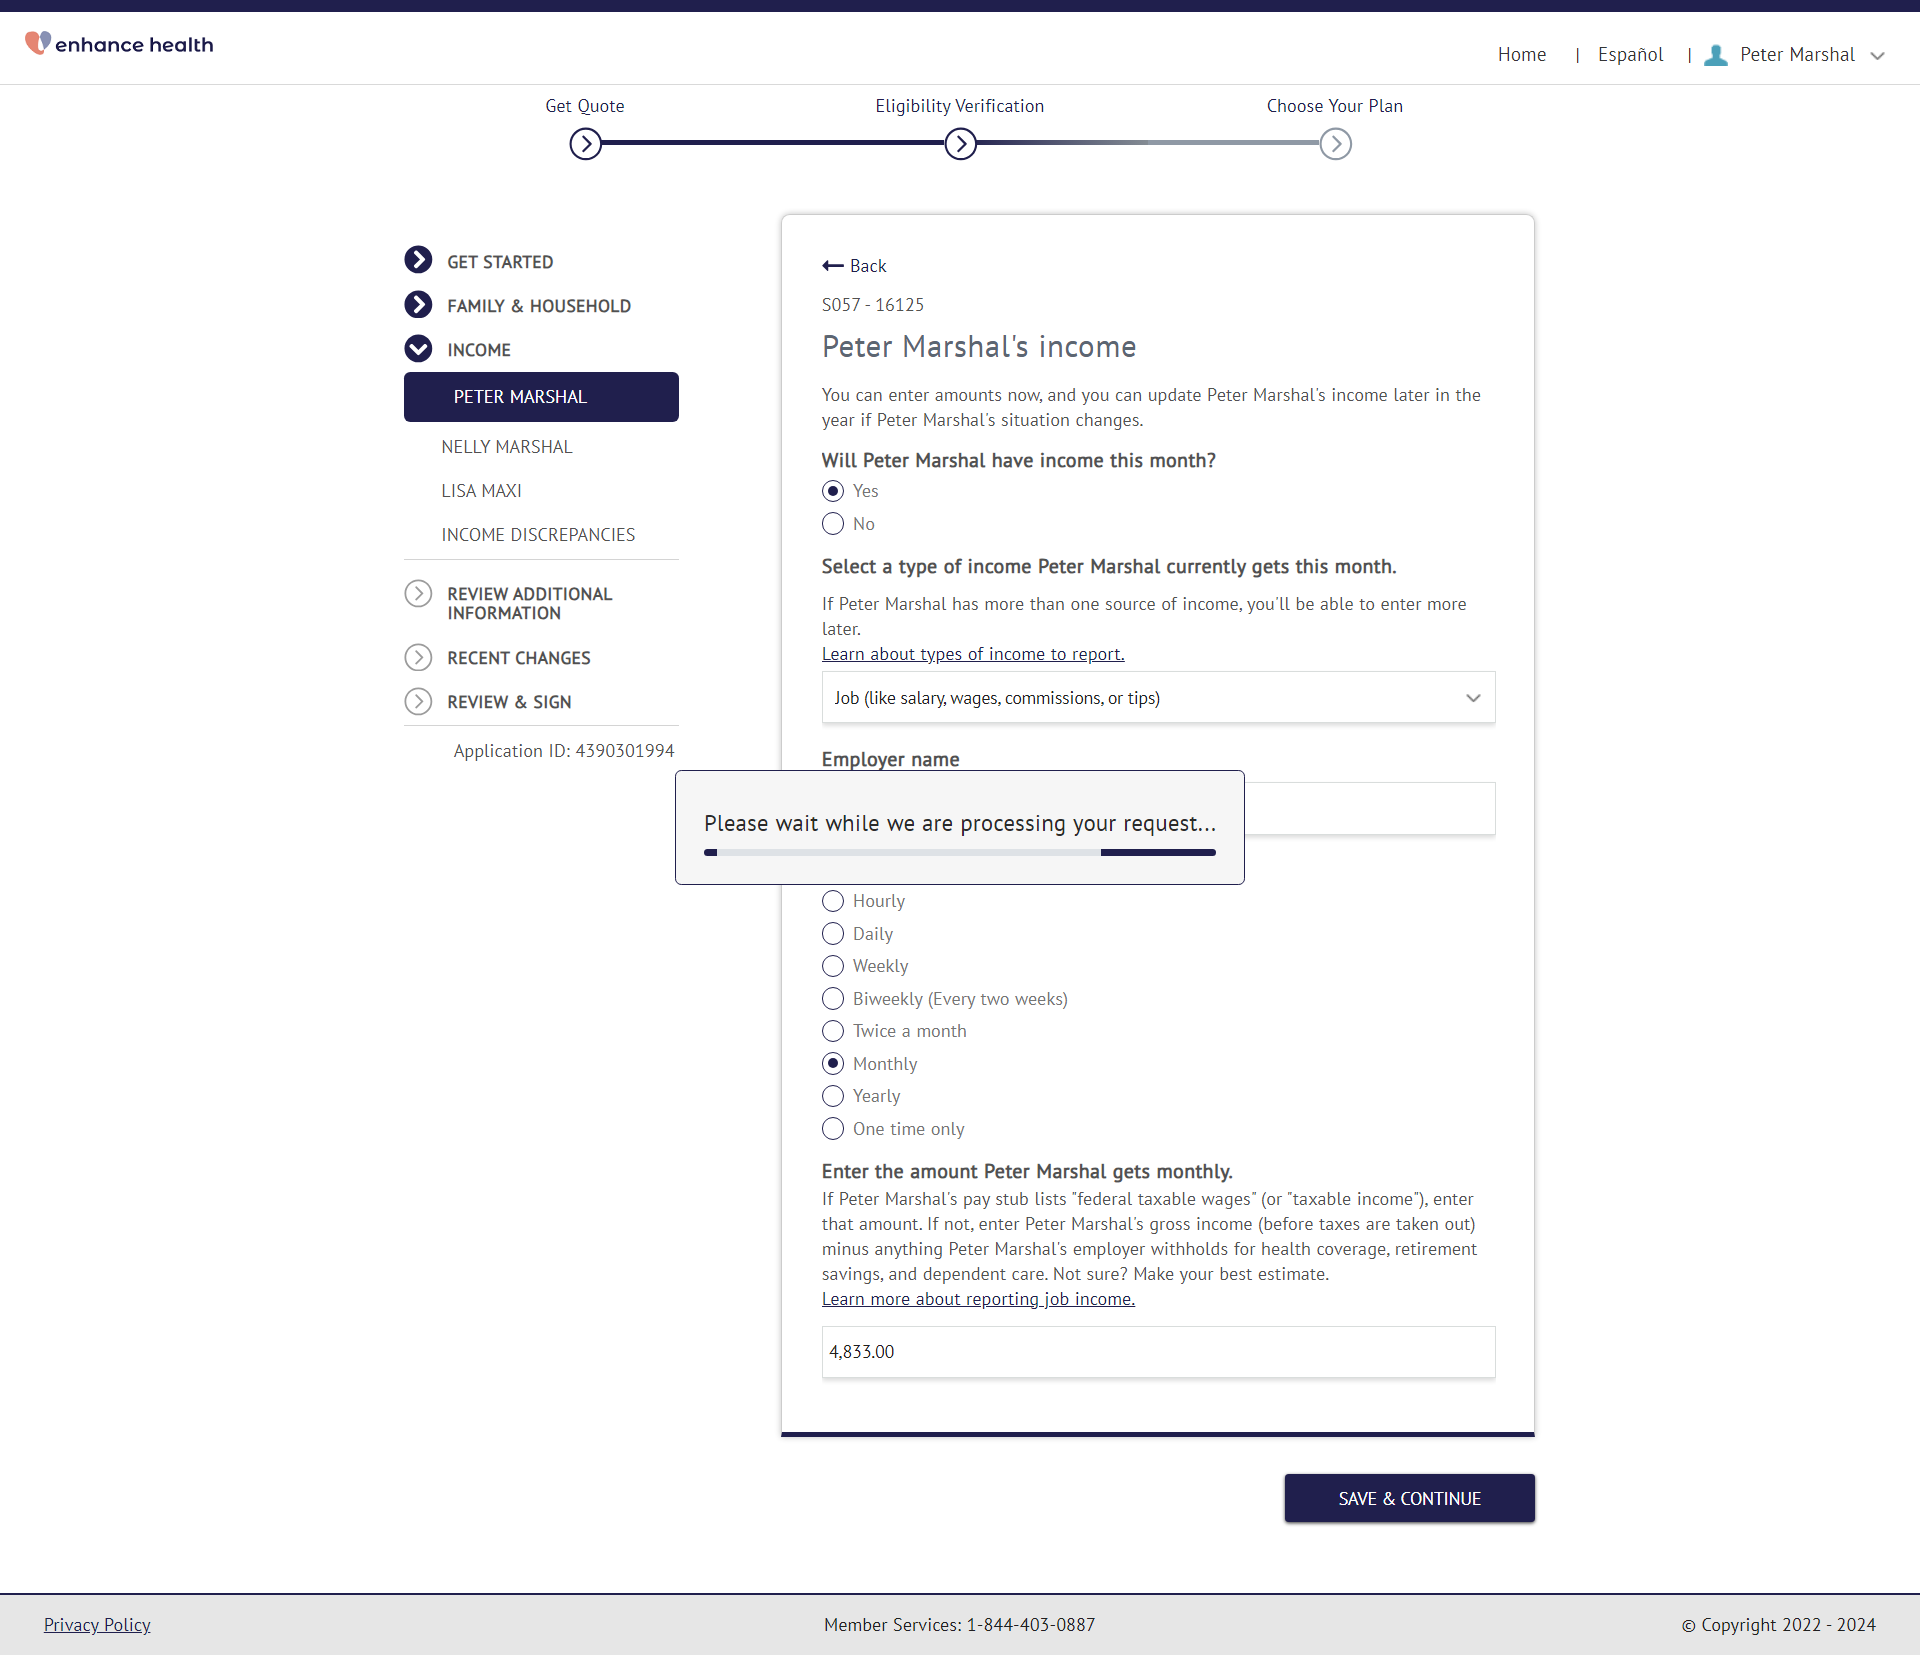 enhance health
Home | Español | Peter Marshal
Get Quote
Eligibility Verification
Choose Your Plan
GET STARTED
FAMILY & HOUSEHOLD
INCOME
PETER MARSHAL
NELLY MARSHAL
LISA MAXI
INCOME DISCREPANCIES
REVIEW ADDITIONAL
INFORMATION
RECENT CHANGES
REVIEW & SIGN
Application ID: 4390301994
Back
S057 - 16125
Peter Marshal's income
You can enter amounts now, and you can update Peter Marshal's income later in the
year if Peter Marshal's situation changes.
Will Peter Marshal have income this month?
Yes
No
Select a type of income Peter Marshal currently gets this month.
If Peter Marshal has more than one source of income, you'll be able to enter more
later.
Learn about types of income to report.
Job (like salary, wages, commissions, or tips)
Employer name
Please wait while we are processing your request...
Hourly
Daily
Weekly
Biweekly (Every two weeks)
Twice a month
Monthly
Yearly
One time only
Enter the amount Peter Marshal gets monthly.
If Peter Marshal's pay stub lists "federal taxable wages" (or "taxable income"), enter
that amount. If not, enter Peter Marshal's gross income (before taxes are taken out)
minus anything Peter Marshal's employer withholds for health coverage, retirement
savings, and dependent care. Not sure? Make your best estimate.
Learn more about reporting job income.
4,833.00
SAVE & CONTINUE
Privacy Policy
Member Services: 1-844-403-0887
© Copyright 2022 - 2024